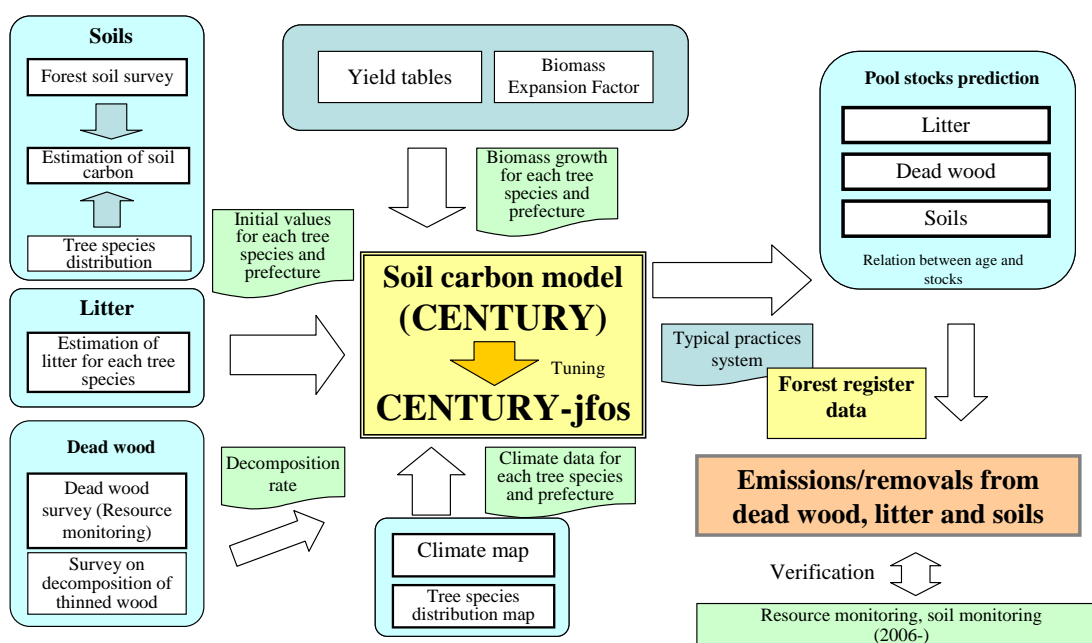 Soils
Forest soil survey
Estimation of soil
carbon
Tree species
distribution
Litter
Estimation of
litter for each tree
species
Dead wood
Dead wood
survey (Resource
monitoring)
Survey on
decomposition of
thinned wood
Yield tables
Biomass
Expansion Factor
Biomass growth
for each tree
species and
prefecture
Initial values
for each tree
species and
prefecture
Decomposition
rate
Soil carbon model
(CENTURY)
Tuning
CENTURY-jfos
Climate data for
each tree species
and prefecture
Climate map
Tree species
distribution map
Pool stocks prediction
Litter
Dead wood
Soils
Relation between age and
stocks
Typical practices
system
Forest register
data
Emissions/removals from
dead wood, litter and soils
Verification
Resource monitoring, soil monitoring
(2006-)